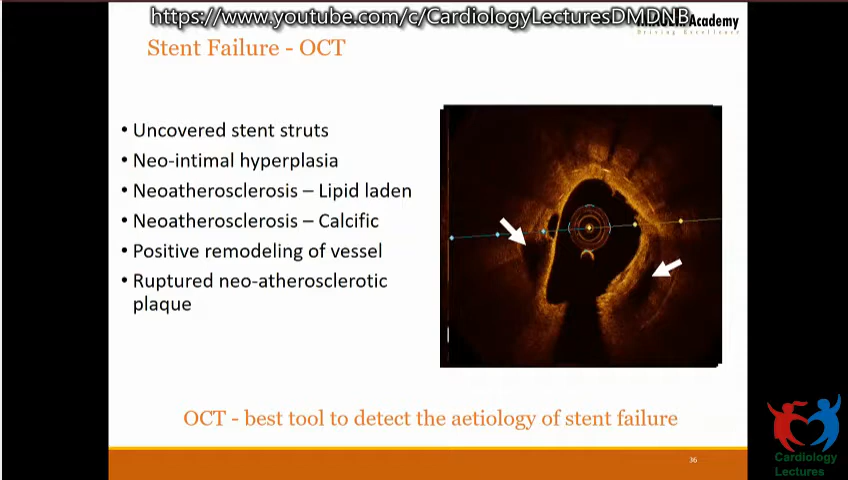 https://www.youtube.com/c/CardiologyLecturesDMDNB
Academy
Driving Excellence
Stent Failure - OCT
• Uncovered stent struts
• Neo-intimal hyperplasia
• Neoatherosclerosis – Lipid laden
• Neoatherosclerosis – Calcific
• Positive remodeling of vessel
• Ruptured neo-atherosclerotic
plaque
OCT - best tool to detect the aetiology of stent failure
36
Cardiology
Lectures